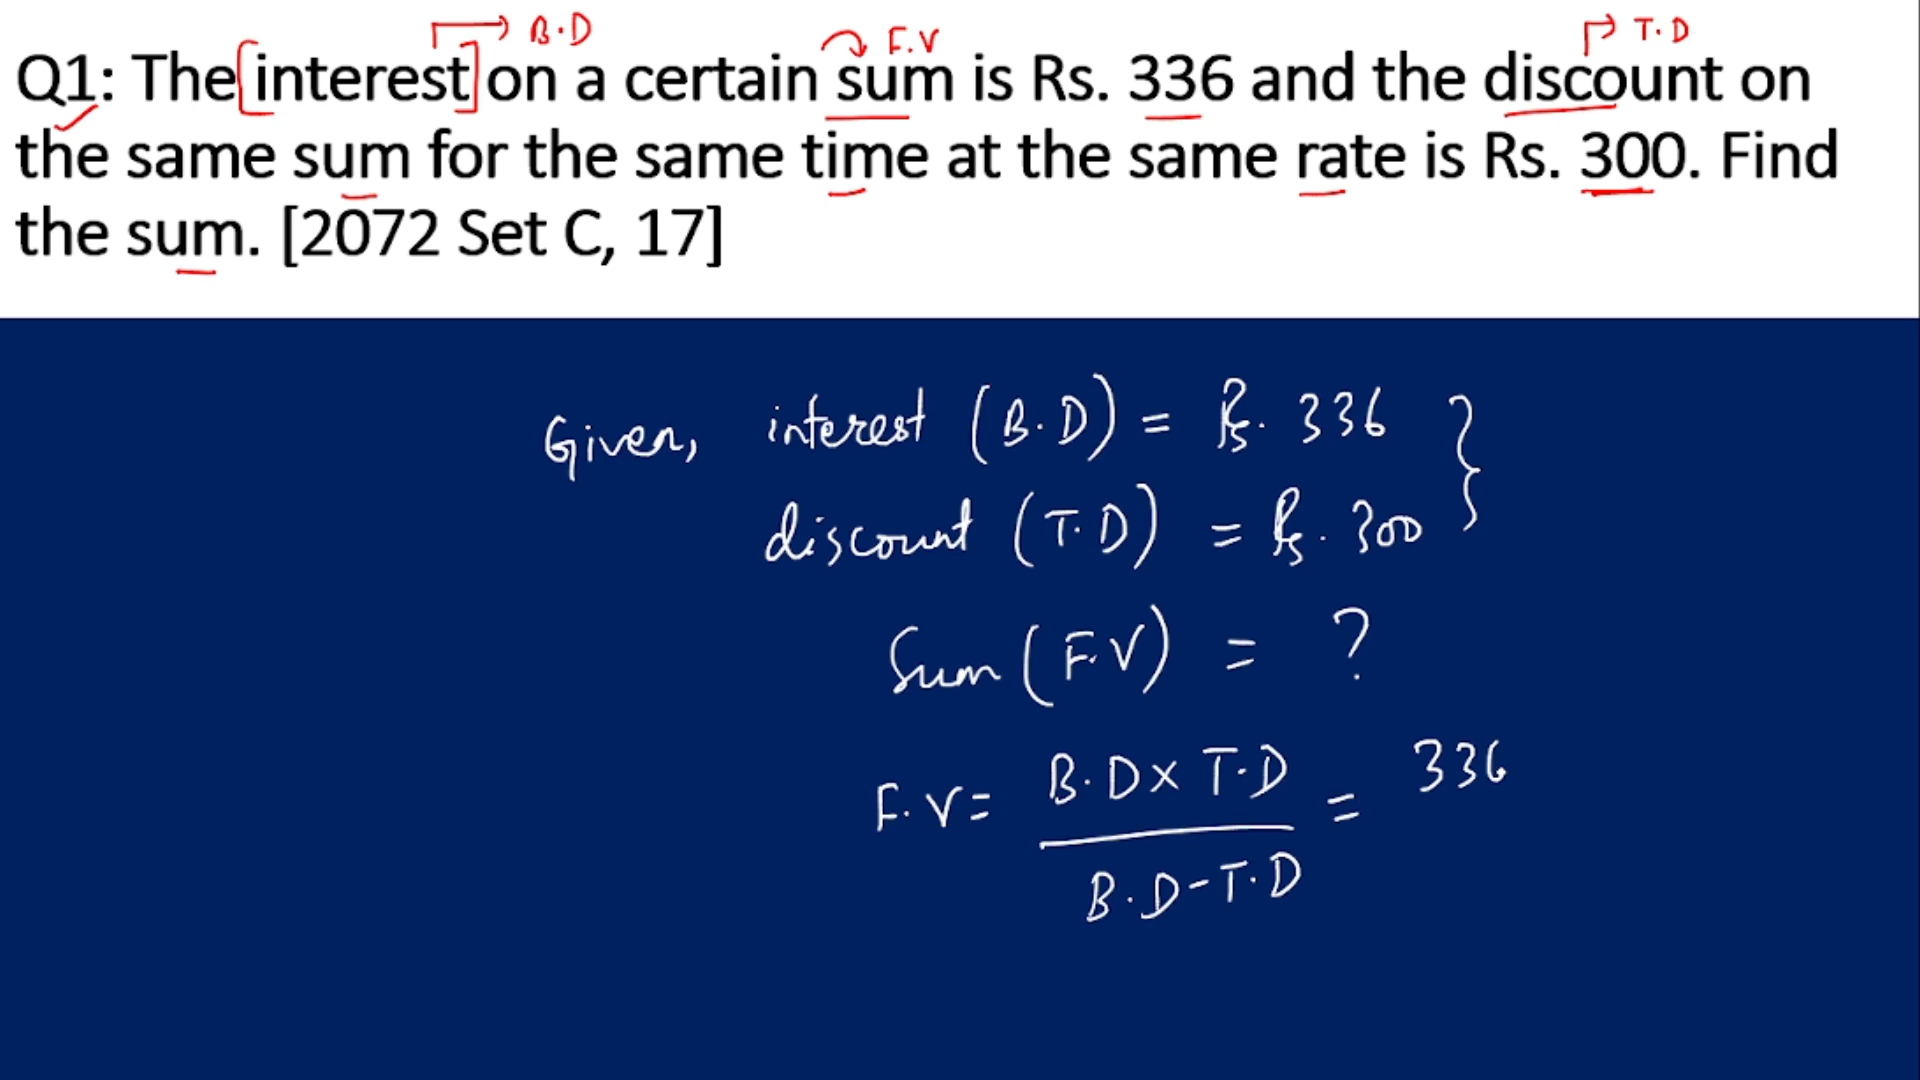 B.D F.V T.D
Q1: The [interest] on a certain sum is Rs. 336 and the discount on
the same sum for the same time at the same rate is Rs. 300. Find
the sum. [2072 Set C, 17]
Given, interest (B.D) = Rs. 336
discount (T.D) = Rs. 300
Sum (F.V) = ?
F.V = B.D x T.D = 336
B.D - T.D